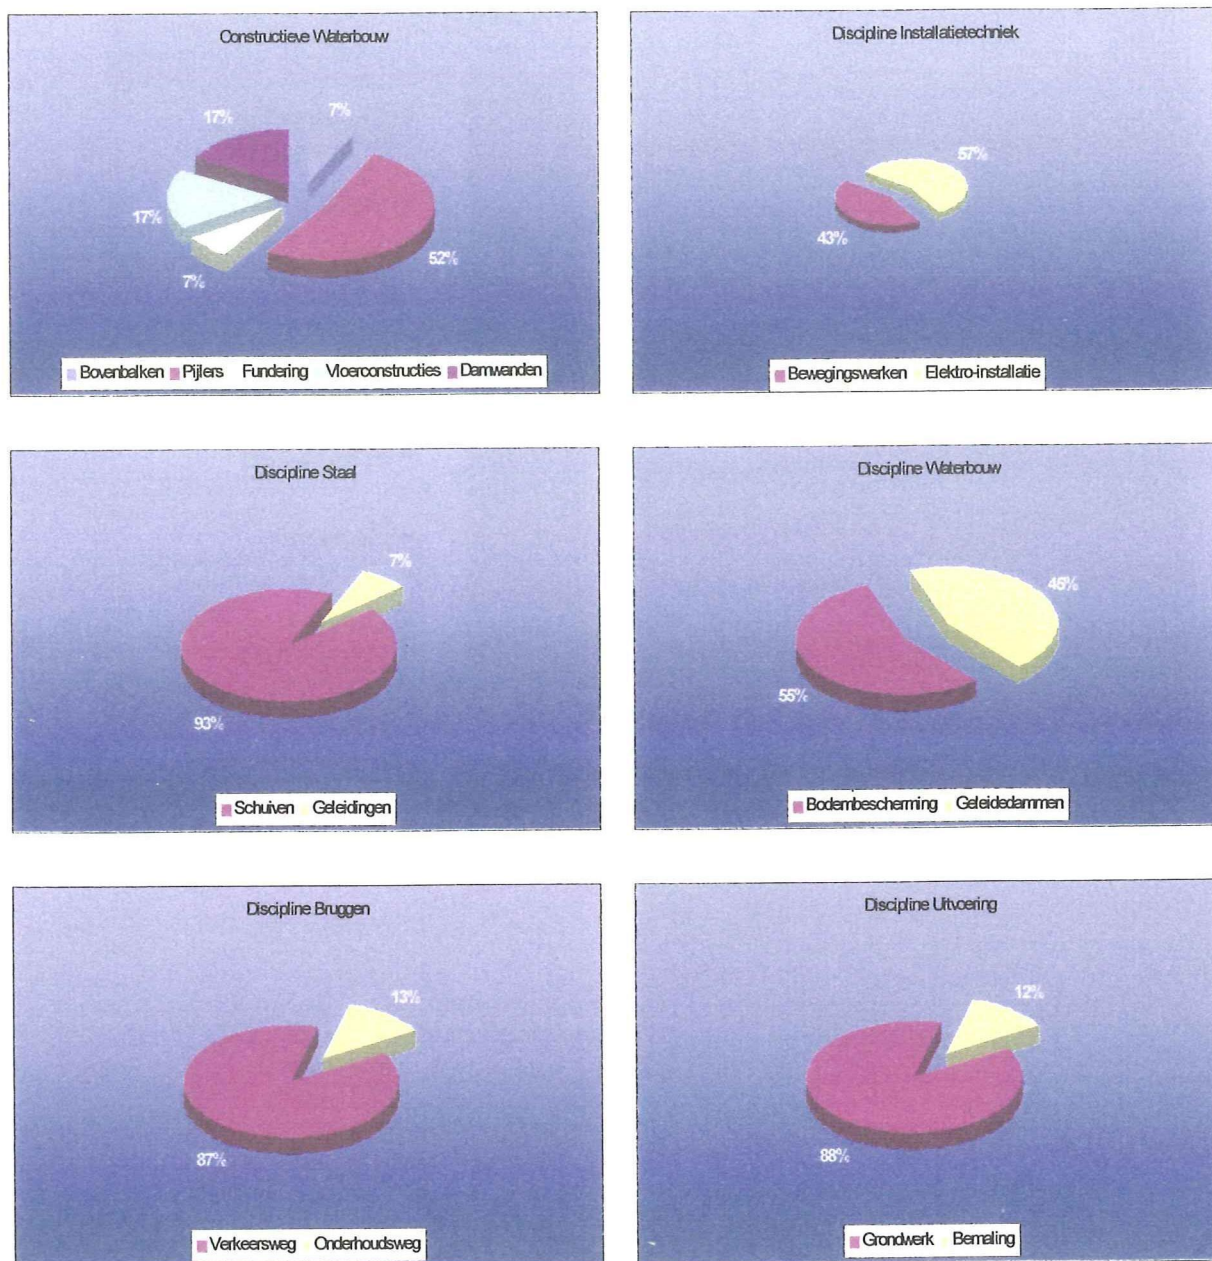 Constructieve Waterbouw
17%
7%
17%
52%
7%
Bovenbalken Pijlers Fundering Vloerconstructies Damwanden
Discipline Installatietechniek
57%
43%
Bewegingswerken Elektro-installatie
Discipline Staal
7%
93%
Schuiven Geleidingen
Discipline Waterbouw
45%
55%
Bodembescherming Geleidedammen
Discipline Bruggen
13%
87%
Verkeersweg Onderhoudsweg
Discipline Uitvoering
12%
88%
Grondwerk Bemaling